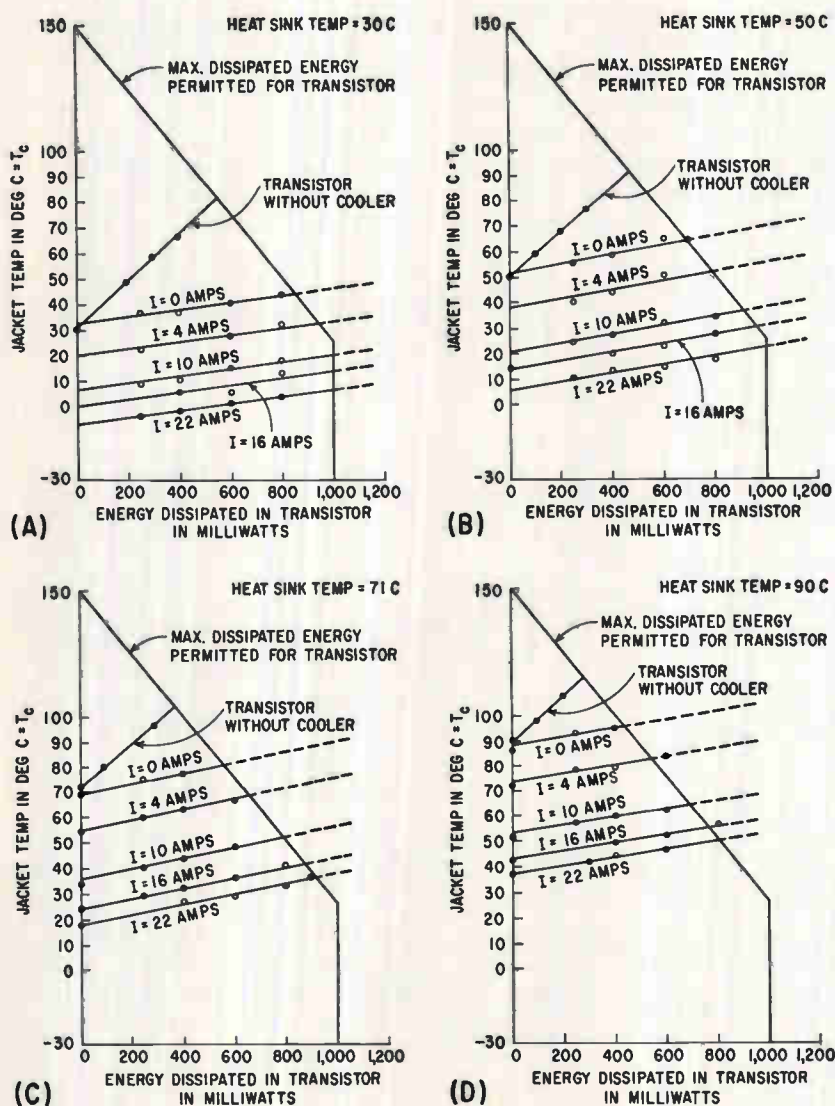 HEAT SINK TEMP = 30 C
150
MAX. DISSIPATED ENERGY
PERMITTED FOR TRANSISTOR
JACKET TEMP IN DEG C = Tc
100
90
80
70
60
50
40
30
20
10
0
-30
TRANSISTOR
WITHOUT COOLER
I = 0 AMPS
I = 4 AMPS
I = 10 AMPS
I = 22 AMPS
I = 16 AMPS
0 200 400 600 800 1,000 1,200
ENERGY DISSIPATED IN TRANSISTOR
IN MILLIWATTS
(A)
HEAT SINK TEMP = 50 C
150
MAX. DISSIPATED ENERGY
PERMITTED FOR TRANSISTOR
JACKET TEMP IN DEG C = Tc
100
90
80
70
60
50
40
30
20
10
0
-30
TRANSISTOR
WITHOUT COOLER
I = 0 AMPS
I = 4 AMPS
I = 10 AMPS
I = 22 AMPS
I = 16 AMPS
0 200 400 600 800 1,000 1,200
ENERGY DISSIPATED IN TRANSISTOR
IN MILLIWATTS
(B)
HEAT SINK TEMP = 71 C
150
MAX. DISSIPATED ENERGY
PERMITTED FOR TRANSISTOR
JACKET TEMP IN DEG C = Tc
100
90
80
70
60
50
40
30
20
10
0
-30
TRANSISTOR
WITHOUT COOLER
I = 0 AMPS
I = 4 AMPS
I = 10 AMPS
I = 16 AMPS
I = 22 AMPS
0 200 400 600 800 1,000
ENERGY DISSIPATED IN TRANSISTOR
IN MILLIWATTS
(C)
HEAT SINK TEMP = 90 C
150
MAX. DISSIPATED ENERGY
PERMITTED FOR TRANSISTOR
JACKET TEMP IN DEG C = Tc
100
90
80
70
60
50
40
30
20
10
0
-30
TRANSISTOR
WITHOUT COOLER
I = 0 AMPS
I = 4 AMPS
I = 10 AMPS
I = 16 AMPS
I = 22 AMPS
0 200 400 600 800 1,000
ENERGY DISSIPATED IN TRANSISTOR
IN MILLIWATTS
(D)